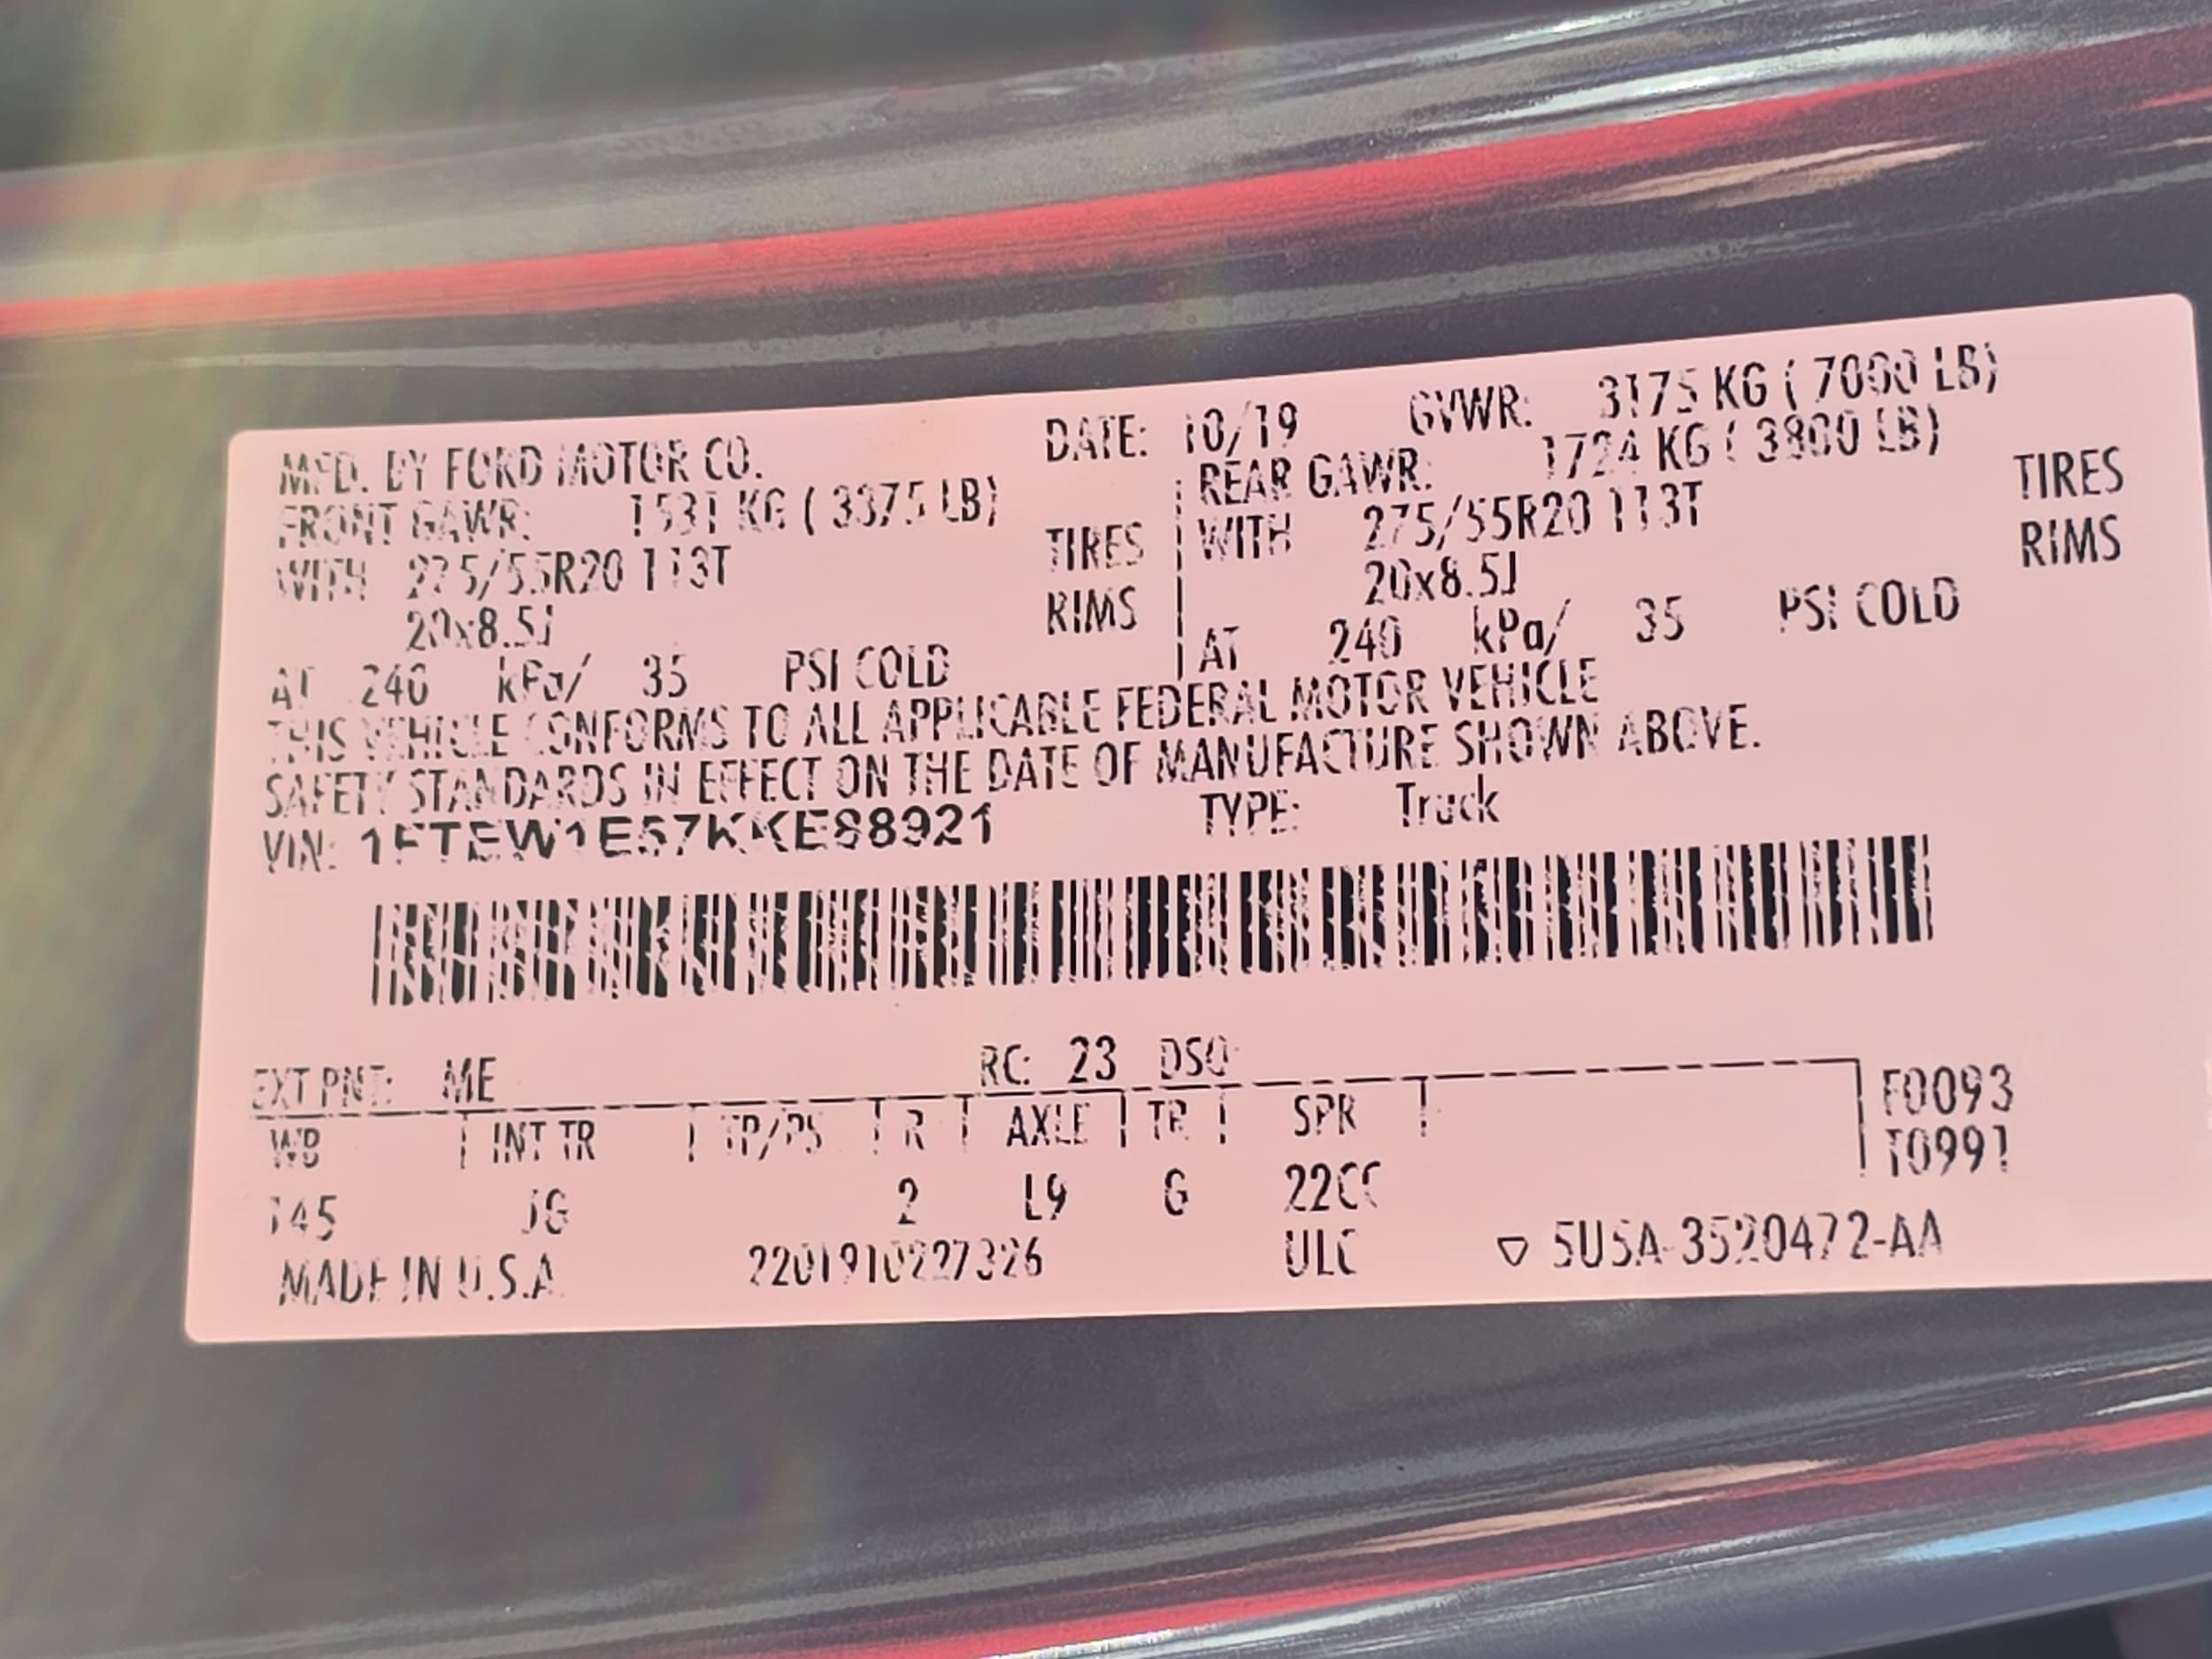 MFD. BY FORD MOTOR CO. DATE: 10/19 GVWR: 3175 KG ( 7000 LB)
FRONT GAWR: 1531 KG ( 3375 LB) REAR GAWR: 1724 KG ( 3800 LB)
WITH 275/55R20 113T TIRES WITH 275/55R20 113T TIRES
20x8.5J RIMS 20x8.5J RIMS
AT 240 kPa/ 35 PSI COLD AT 240 kPa/ 35 PSI COLD
THIS VEHICLE CONFORMS TO ALL APPLICABLE FEDERAL MOTOR VEHICLE
SAFETY STANDARDS IN EFFECT ON THE DATE OF MANUFACTURE SHOWN ABOVE.
VIN: 1FTEW1E57KKE88921 TYPE: Truck
EXT PNT: ME RC: 23 DSO:
WB INT TR TP/PS R AXLE TR SPR F0093
T0991
145 JG 2 L9 G 22CC
MADE IN U.S.A. 2201910227326 ULC ▽ 5U5A-3520472-AA